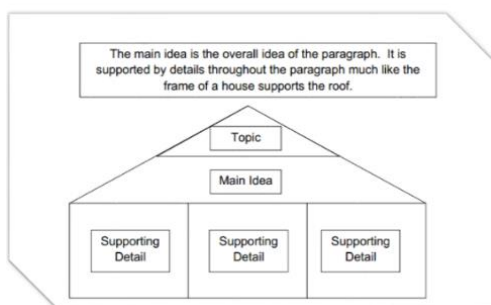 The main idea is the overall idea of the paragraph. It is
supported by details throughout the paragraph much like the
frame of a house supports the roof.
Topic
Main Idea
Supporting
Detail
Supporting
Detail
Supporting
Detail